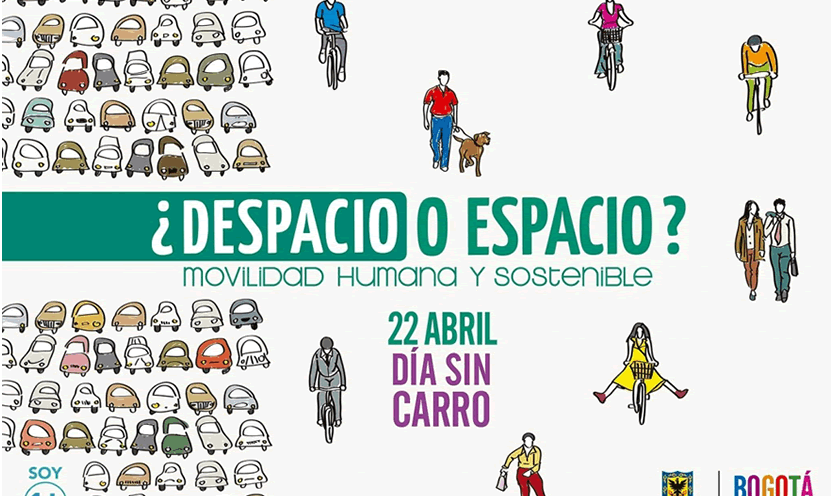 ¿DESPACIO O ESPACIO?
MOVILIDAD HUMANA Y SOSTENIBLE
22 ABRIL
DÍA SIN
CARRO
SOY
BOGOTÁ